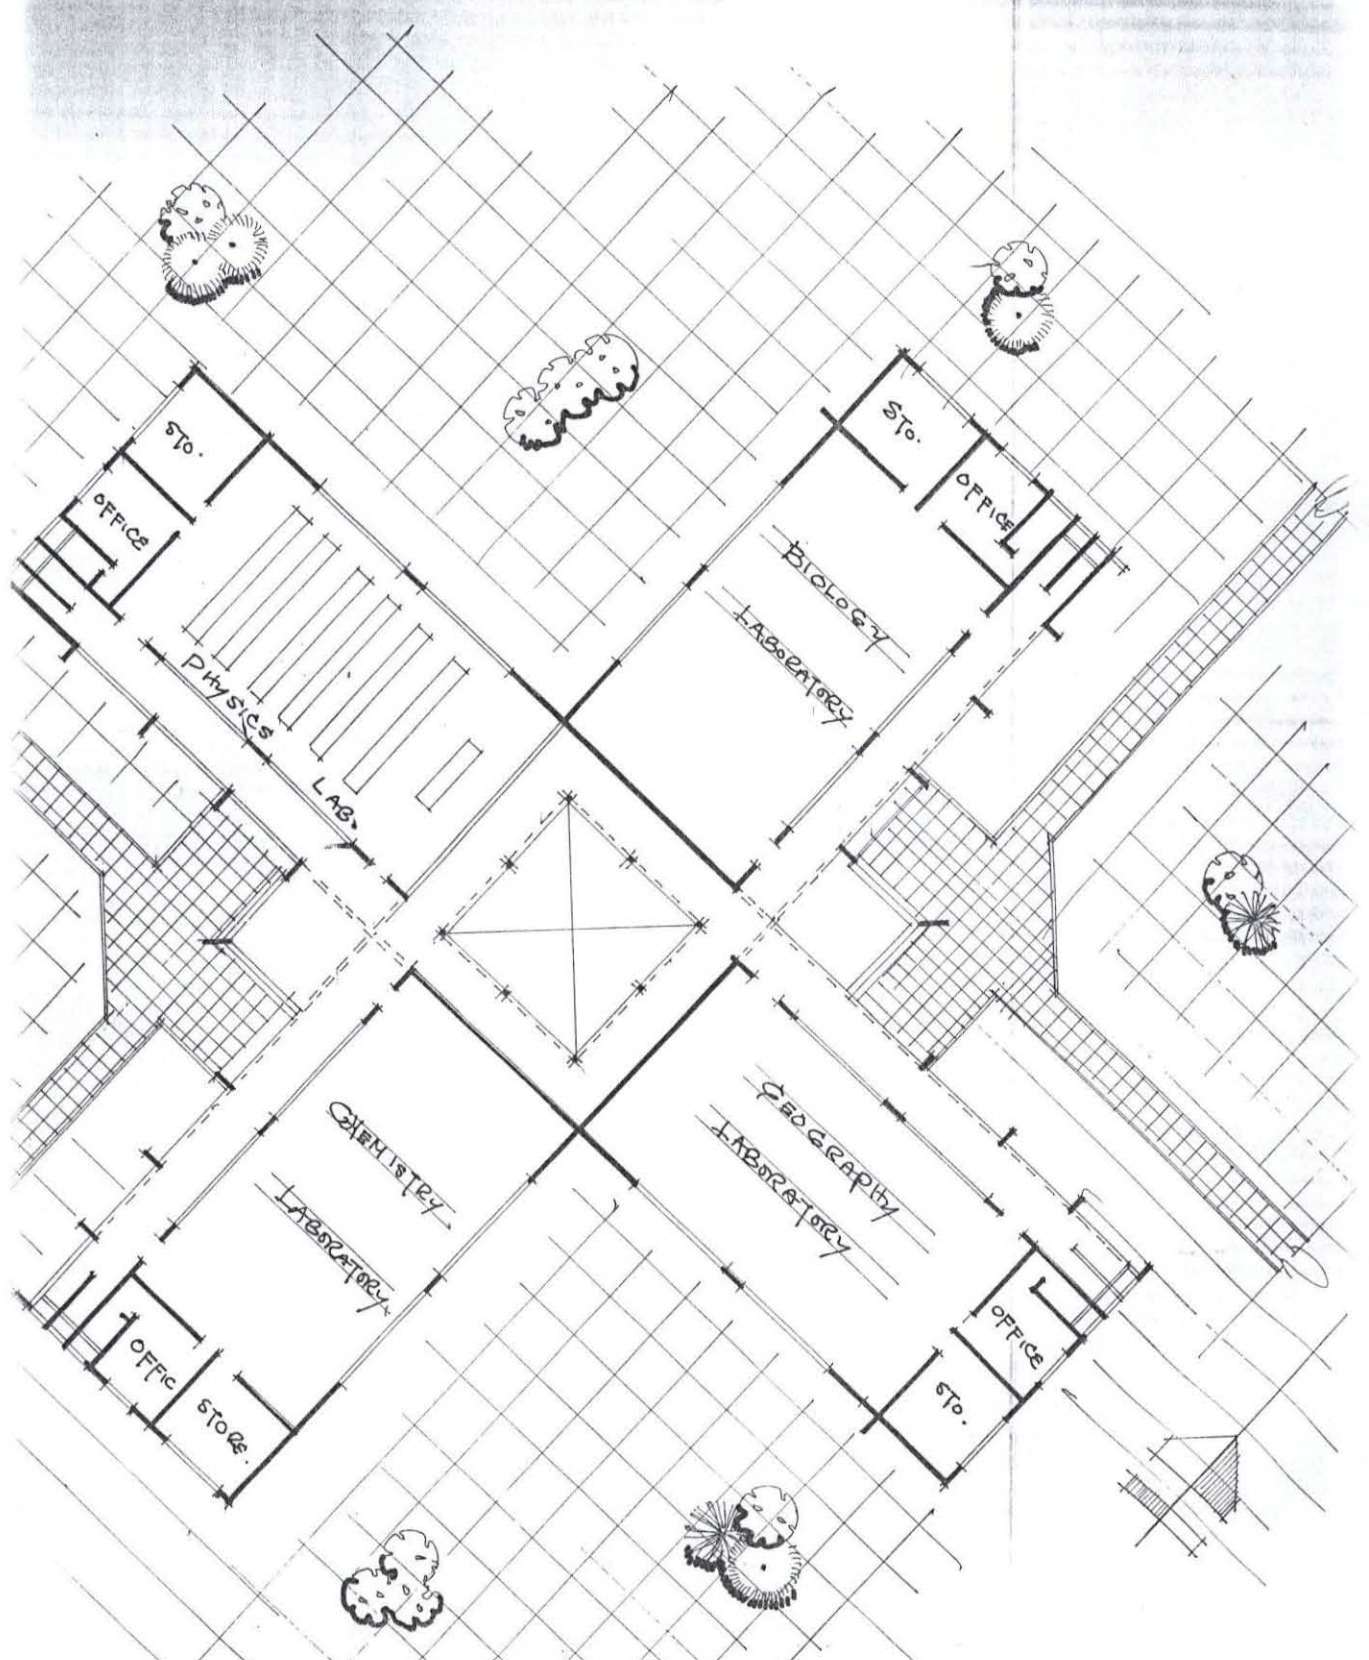 STO.
OFFICE
PHYSICS
LAB.
STO.
OFFICE
BIOLOGY
LABORATORY
CHEMISTRY
LABORATORY
OFFIC
STORE.
GEOGRAPHY
LABORATORY
OFFICE
STO.